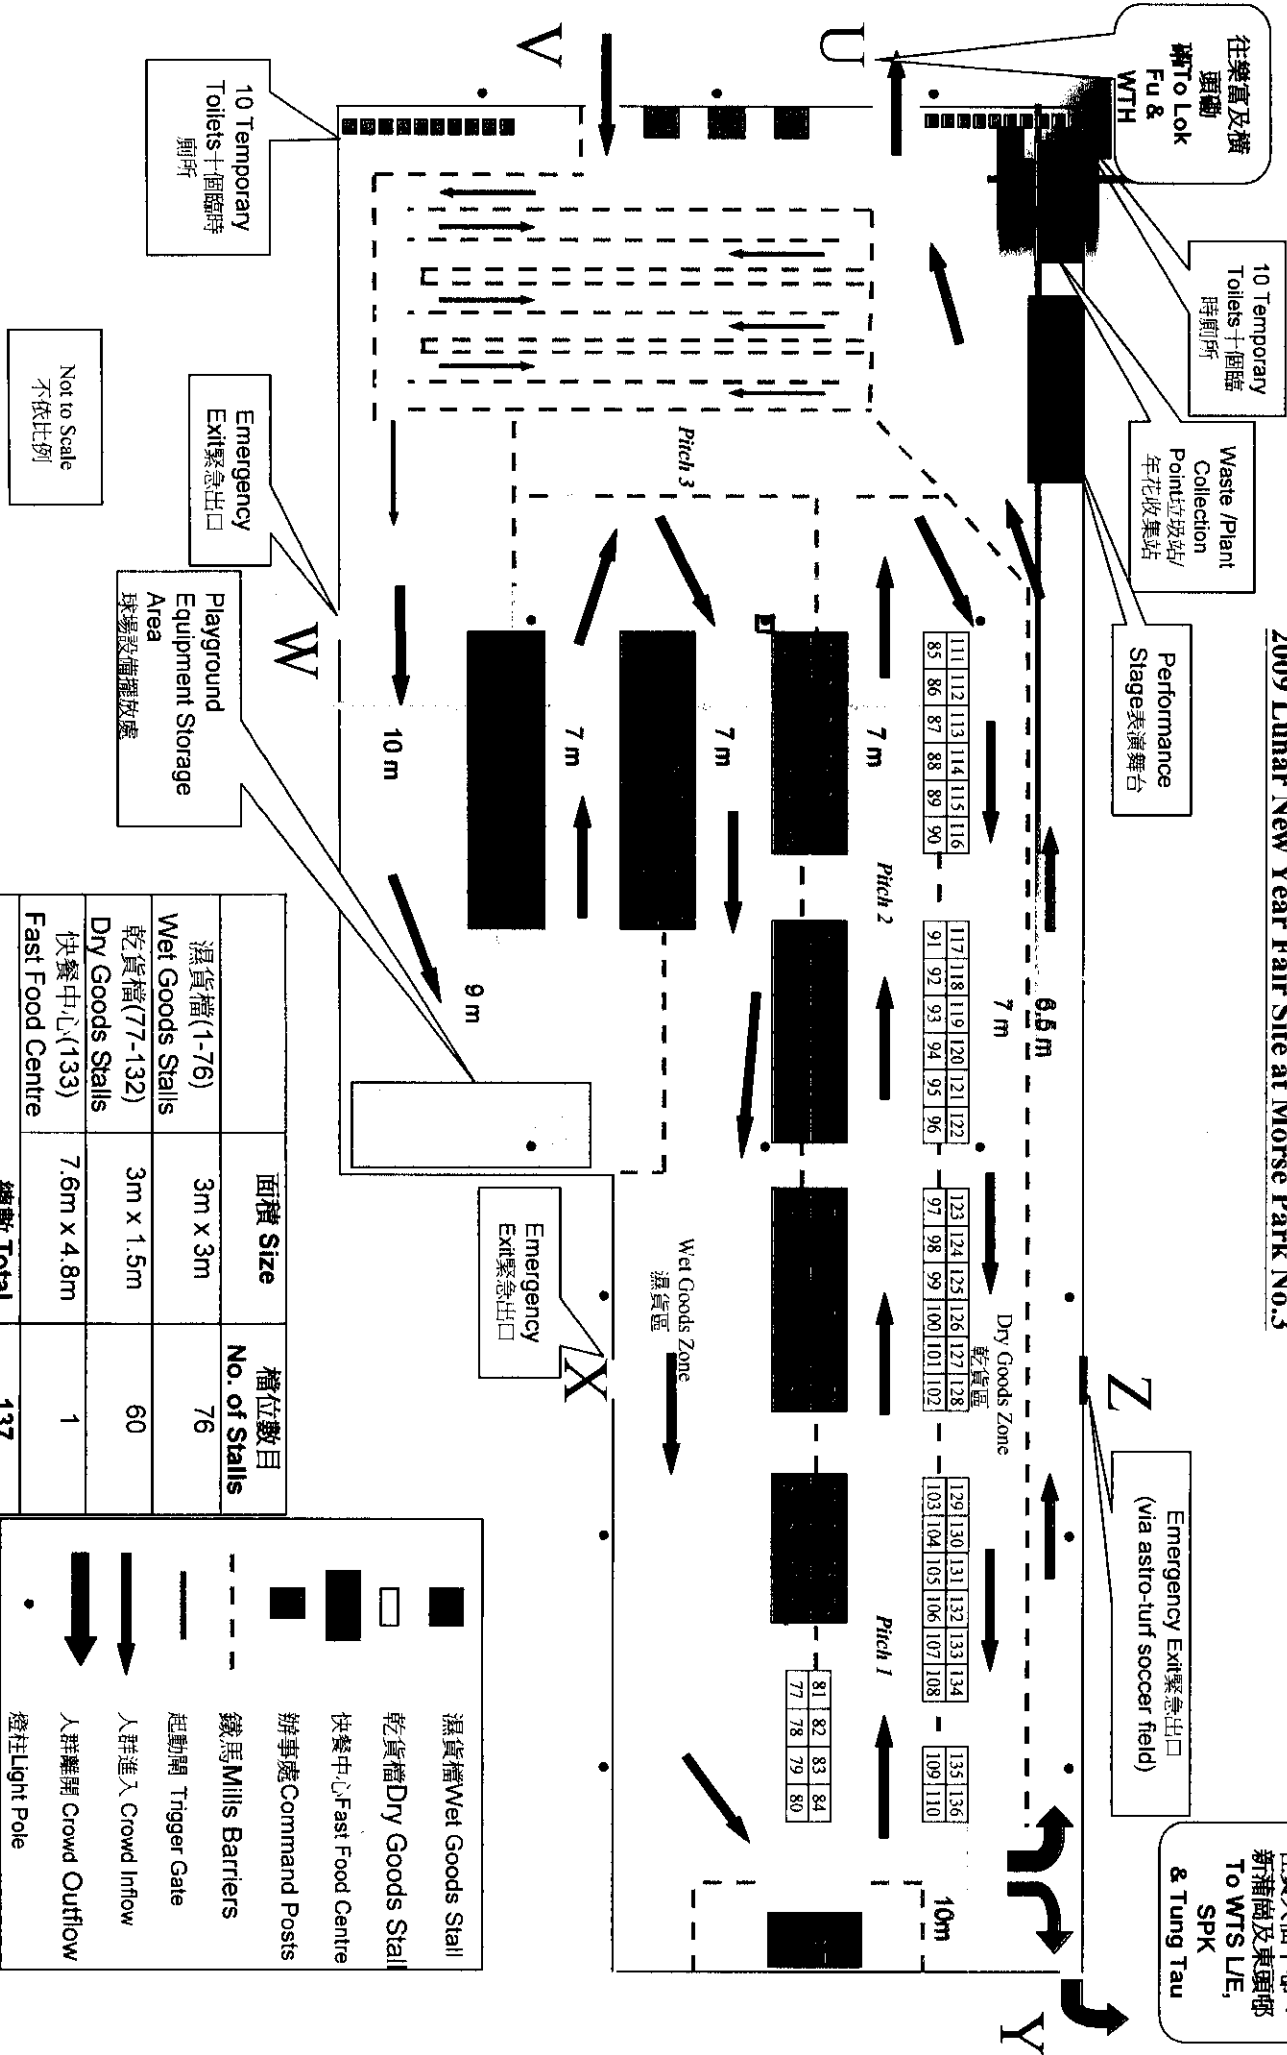 2009 Lunar New Year Fair Site at Morse Park No.3
往樂富及橫
頭磡
To Lok
Fu &
WTH
U
V
10 Temporary
Toilets十個臨
時廁所
Waste /Plant
Collection
Point垃圾站/
年花收集站
Performance
Stage表演舞台
Z
Emergency Exit緊急出口
(via astro-turf soccer field)
新蒲崗及東頭邨
To WTS L/E,
SPK
& Tung Tau
Y
10 Temporary
Toilets十個臨時
廁所
Pitch 3
6.5 m
7 m
111 112 113 114 115 116
85 86 87 88 89 90
117 118 119 120 121 122
91 92 93 94 95 96
123 124 125 126 127 128
97 98 99 100 101 102
129 130 131 132 133 134
103 104 105 106 107 108
135 136
109 110
Dry Goods Zone
乾貨區
7 m
Pitch 2
Pitch 1
10m
81 82 83 84
77 78 79 80
7 m
7 m
10 m
9 m
Wet Goods Zone
濕貨區
Emergency
Exit緊急出口
W
Emergency
Exit緊急出口
X
Playground
Equipment Storage
Area
球場設備擺放處
Not to Scale
不依比例
面積 Size
檔位數目
No. of Stalls
濕貨檔(1-76)
Wet Goods Stalls
3m x 3m
76
乾貨檔(77-132)
Dry Goods Stalls
3m x 1.5m
60
快餐中心(133)
Fast Food Centre
7.6m x 4.8m
1
總數 Total
137
濕貨檔Wet Goods Stall
乾貨檔Dry Goods Stall
快餐中心Fast Food Centre
辦事處Command Posts
鐵馬Mills Barriers
起動閘 Trigger Gate
人群進入 Crowd Inflow
人群離開 Crowd Outflow
燈柱Light Pole